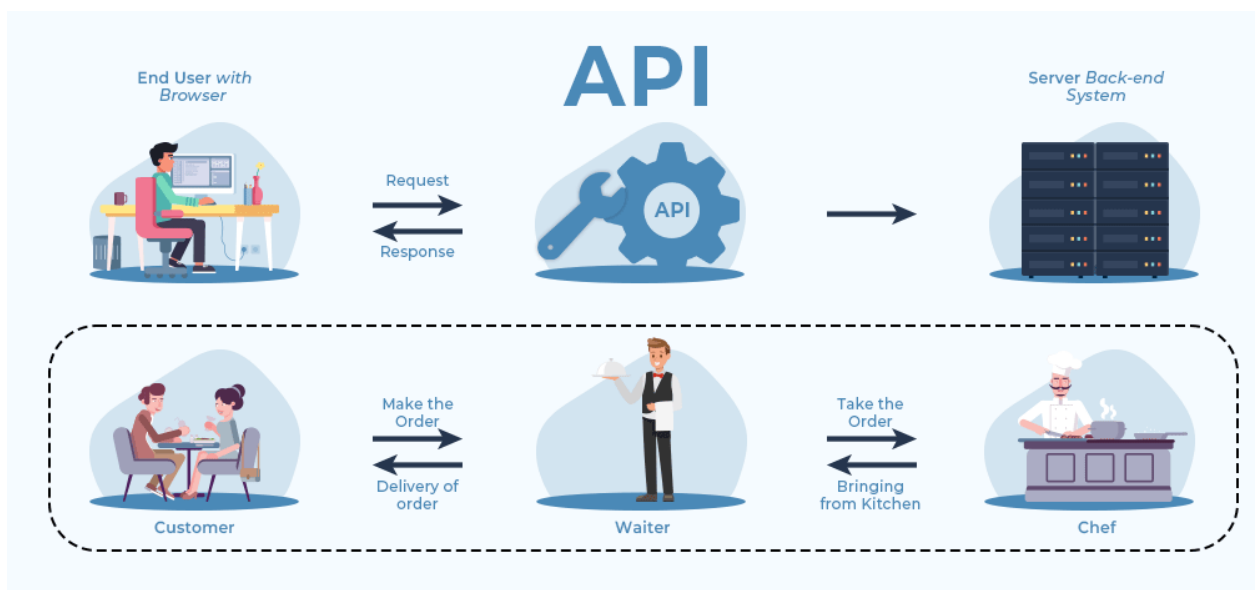 API
End User with
Browser
Server Back-end
System
Request
Response
API
Make the
Order
Delivery of
order
Take the
Order
Bringing
from Kitchen
Customer
Waiter
Chef